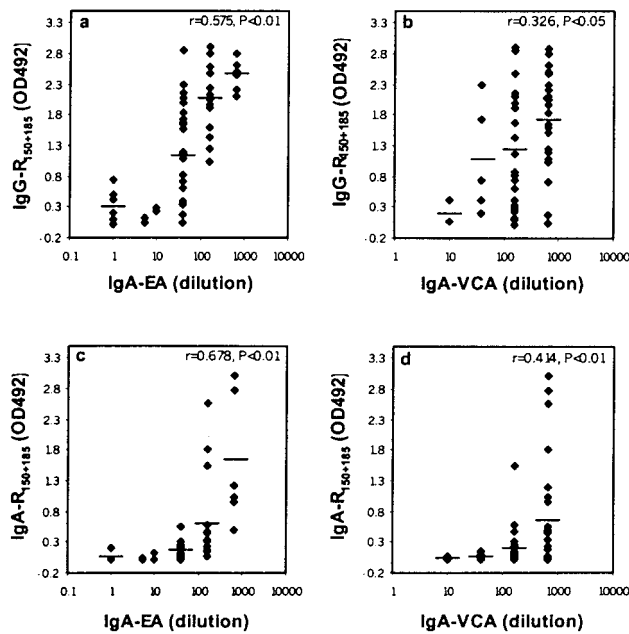 a
r=0.575, P<0.01
IgG-R150+185 (OD492)
3.3
2.8
2.3
1.8
1.3
0.8
0.3
-0.2
0.1 1 10 100 1000 10000
IgA-EA (dilution)
b
r=0.326, P<0.05
IgG-R150+185 (OD492)
3.3
2.8
2.3
1.8
1.3
0.8
0.3
-0.2
1 10 100 1000 10000
IgA-VCA (dilution)
c
r=0.678, P<0.01
IgA-R150+185 (OD492)
3.3
2.8
2.3
1.8
1.3
0.8
0.3
-0.2
0.1 1 10 100 1000 10000
IgA-EA (dilution)
d
r=0.414, P<0.01
IgA-R150+185 (OD492)
3.3
2.8
2.3
1.8
1.3
0.8
0.3
-0.2
1 10 100 1000 10000
IgA-VCA (dilution)